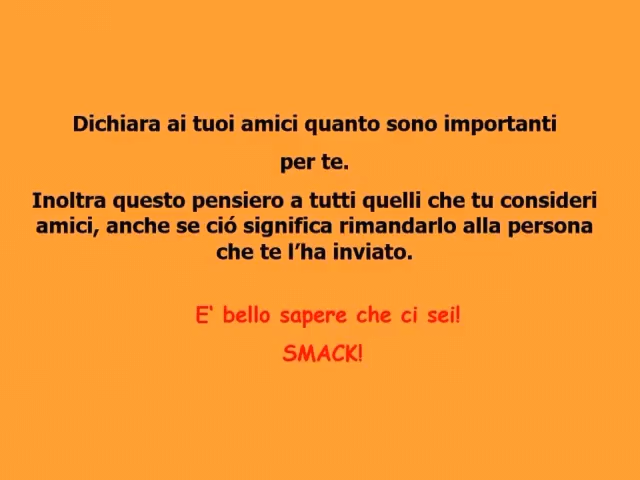 Dichiara ai tuoi amici quanto sono importanti
per te.
Inoltra questo pensiero a tutti quelli che tu consideri
amici, anche se ció significa rimandarlo alla persona
che te l’ha inviato.
E‘ bello sapere che ci sei!
SMACK!